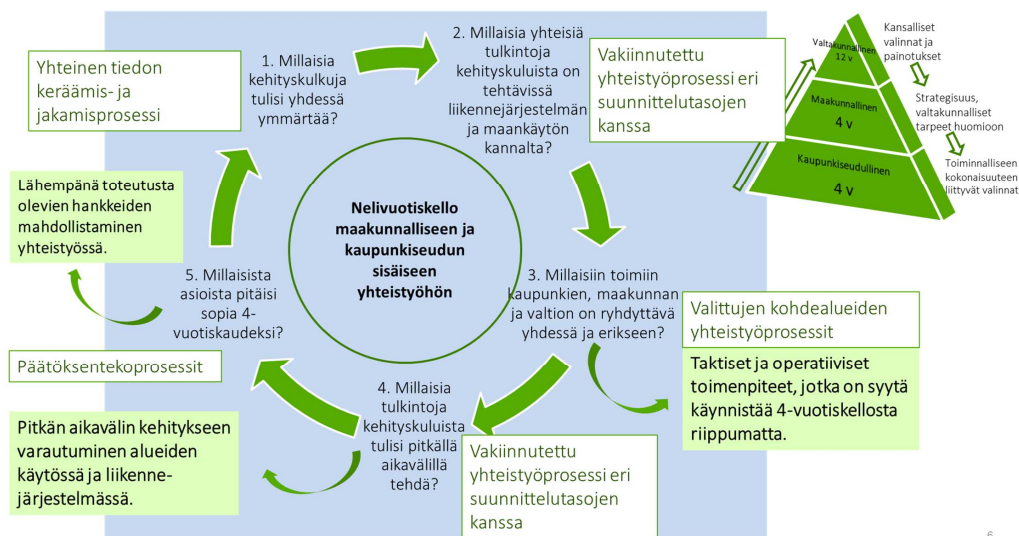 Yhteinen tiedon
keräämis- ja
jakamisprosessi
1. Millaisia
kehityskulkuja
tulisi yhdessä
ymmärtää?
2. Millaisia yhteisiä
tulkintoja
kehityskuluista on
tehtävissä
liikennejärjestelmän
ja maankäytön
kannalta?
Vakiinnutettu
yhteistyöprosessi eri
suunnittelutasojen
kanssa
Valtakunnallinen
12 v
Maakunnallinen
4 v
Kaupunkiseudullinen
4 v
Kansalliset
valinnat ja
painotukset
Strategisuus,
valtakunnalliset
tarpeet huomioon
Toiminnalliseen
kokonaisuuteen
liittyvät valinnat
Lähempänä toteutusta
olevien hankkeiden
mahdollistaminen
yhteistyössä.
Nelivuotiskello
maakunnalliseen ja
kaupunkiseudun
sisäiseen
yhteistyöhön
5. Millaisista
asioista pitäisi
sopia 4-
vuotiskaudeksi?
3. Millaisiin toimiin
kaupunkien, maakunnan
ja valtion on ryhdyttävä
yhdessä ja erikseen?
Valittujen kohdealueiden
yhteistyöprosessit
Taktiset ja operatiiviset
toimenpiteet, jotka on syytä
käynnistää 4-vuotiskellosta
riippumatta.
Päätöksentekoprosessit
Pitkän aikavälin kehitykseen
varautuminen alueiden
käytössä ja liikenne-
järjestelmässä.
4. Millaisia
tulkintoja
kehityskuluista
tulisi pitkällä
aikavälillä
tehdä?
Vakiinnutettu
yhteistyöprosessi eri
suunnittelutasojen
kanssa
6